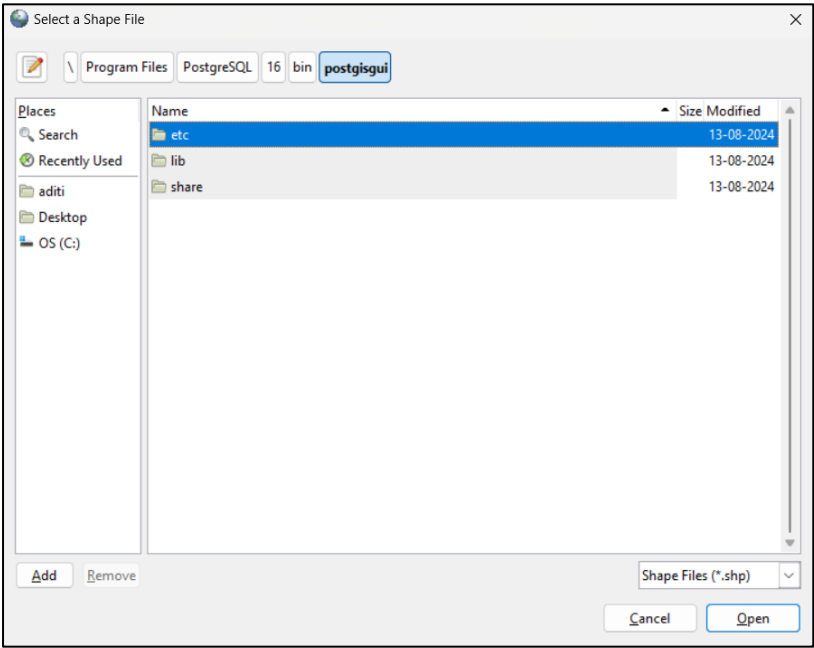 Select a Shape File
\ Program Files PostgreSQL 16 bin postgisgui
Places
Search
Recently Used
aditi
Desktop
OS (C:)
Name Size Modified
etc 13-08-2024
lib 13-08-2024
share 13-08-2024
Add Remove
Shape Files (*.shp)
Cancel Open